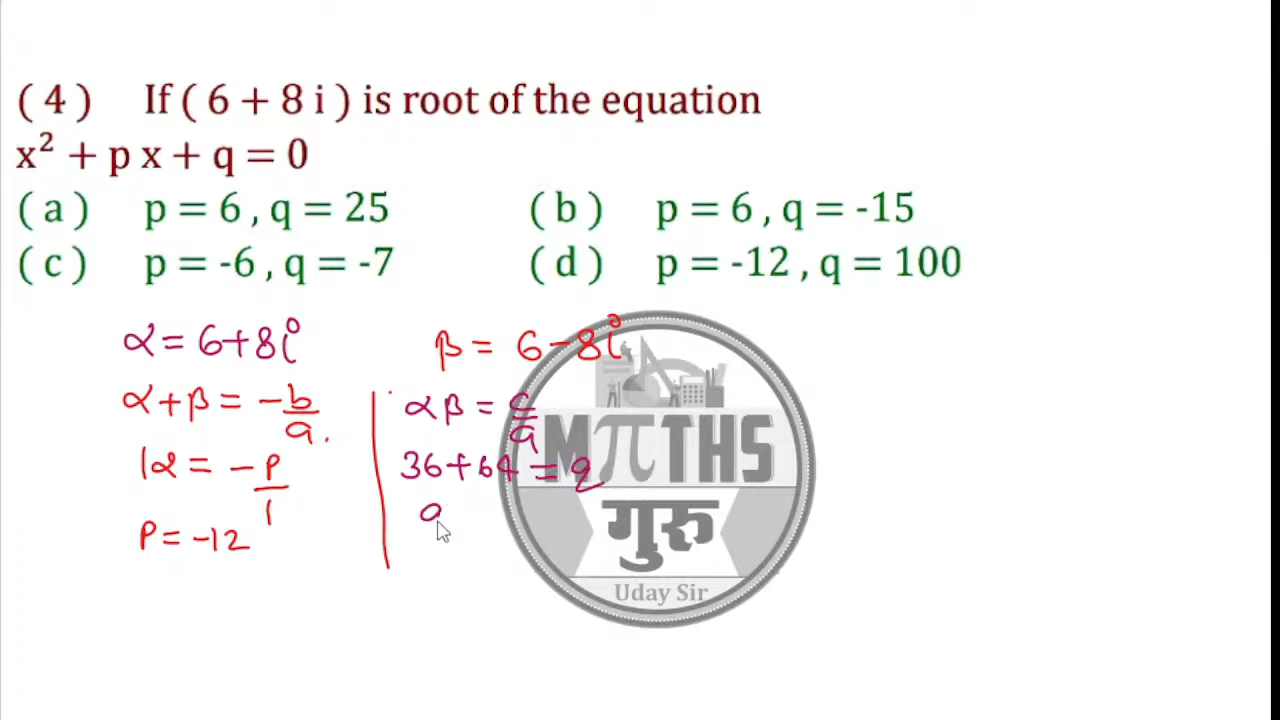 ( 4 ) If ( 6 + 8 i ) is root of the equation
x² + p x + q = 0
( a ) p = 6 , q = 25 ( b ) p = 6 , q = -15
( c ) p = -6 , q = -7 ( d ) p = -12 , q = 100
α = 6+8i β = 6-8i
α+β = -b/a. αβ = c/a
12 = -p/1 36+64 = q
P = -12
MπTHS
गुरु
Uday Sir